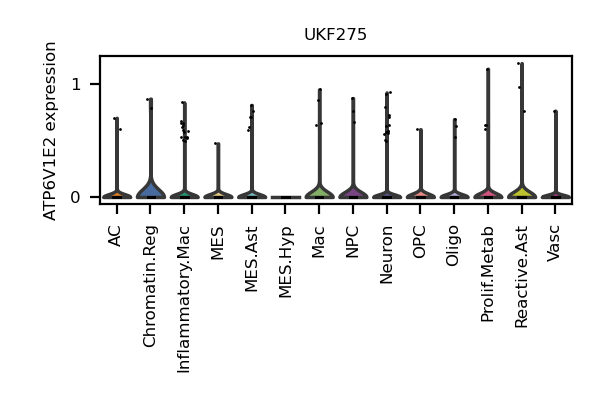 UKF275
ATP6V1E2 expression
1
0
AC
Chromatin.Reg
Inflammatory.Mac
MES
MES.Ast
MES.Hyp
Mac
NPC
Neuron
OPC
Oligo
Prolif.Metab
Reactive.Ast
Vasc